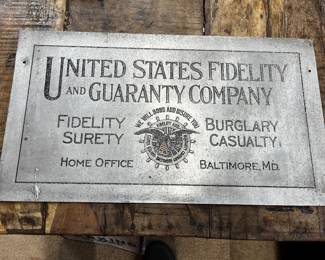 UNITED STATES FIDELITY
AND GUARANTY COMPANY
WE WILL BOND AND INSURE YOU
FIDELITY
SURETY
BURGLARY
CASUALTY
HOME OFFICE
BALTIMORE, MD.